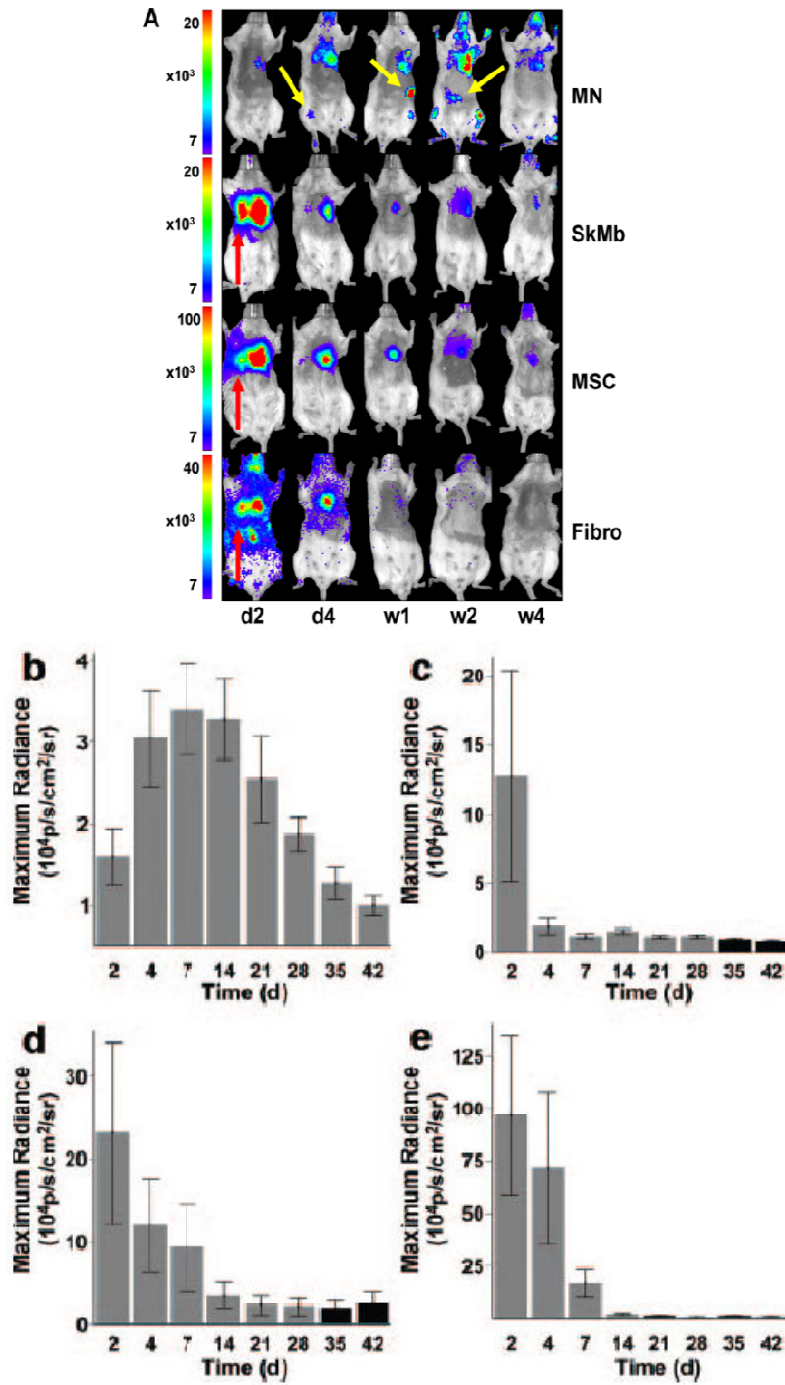 A
20
x10³
7
MN
20
x10³
7
SkMb
100
x10³
7
MSC
40
x10³
7
Fibro
d2 d4 w1 w2 w4
b
Maximum Radiance
(10⁴p/s/cm²/sr)
4
3
2
1
2 4 7 14 21 28 35 42
Time (d)
c
Maximum Radiance
(10⁴p/s/cm²/sr)
20
15
10
5
0
2 4 7 14 21 28 35 42
Time (d)
d
Maximum Radiance
(10⁴p/s/cm²/sr)
30
20
10
0
2 4 7 14 21 28 35 42
Time (d)
e
Maximum Radiance
(10⁴p/s/cm²/sr)
125
100
75
50
25
2 4 7 14 21 28 35 42
Time (d)